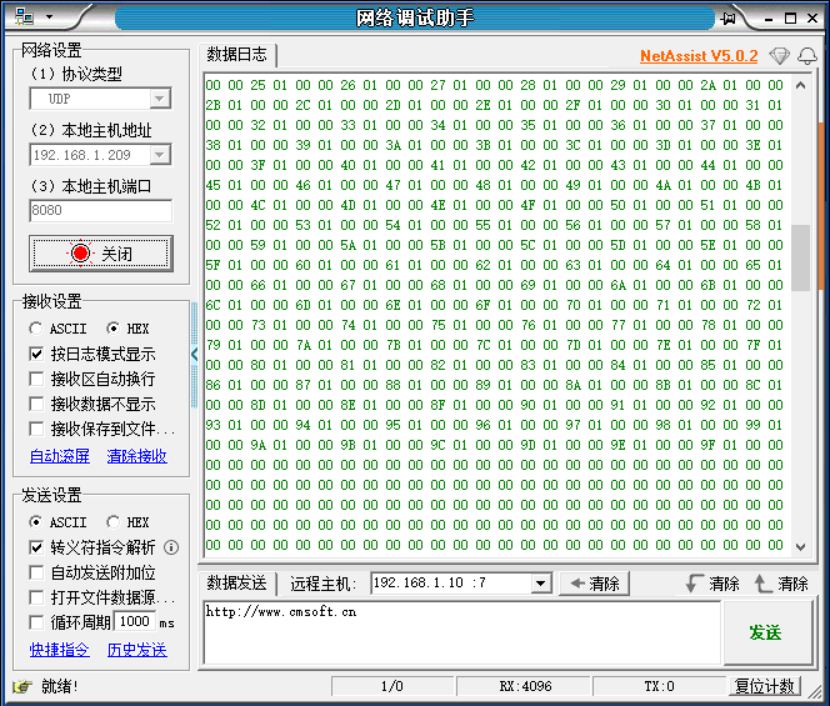 网络调试助手
网络设置
(1) 协议类型
UDP
(2) 本地主机地址
192.168.1.209
(3) 本地主机端口
8080
关闭
接收设置
ASCII HEX
按日志模式显示
接收区自动换行
接收数据不显示
接收保存到文件...
自动滚屏 清除接收
发送设置
ASCII HEX
转义符指令解析
自动发送附加位
打开文件数据源...
循环周期 1000 ms
快捷指令 历史发送
数据日志 NetAssist V5.0.2
00 00 25 01 00 00 26 01 00 00 27 01 00 00 28 01 00 00 29 01 00 00 2A 01 00 00
2B 01 00 00 2C 01 00 00 2D 01 00 00 2E 01 00 00 2F 01 00 00 30 01 00 00 31 01
00 00 32 01 00 00 33 01 00 00 34 01 00 00 35 01 00 00 36 01 00 00 37 01 00 00
38 01 00 00 39 01 00 00 3A 01 00 00 3B 01 00 00 3C 01 00 00 3D 01 00 00 3E 01
00 00 3F 01 00 00 40 01 00 00 41 01 00 00 42 01 00 00 43 01 00 00 44 01 00 00
45 01 00 00 46 01 00 00 47 01 00 00 48 01 00 00 49 01 00 00 4A 01 00 00 4B 01
00 00 4C 01 00 00 4D 01 00 00 4E 01 00 00 4F 01 00 00 50 01 00 00 51 01 00 00
52 01 00 00 53 01 00 00 54 01 00 00 55 01 00 00 56 01 00 00 57 01 00 00 58 01
00 00 59 01 00 00 5A 01 00 00 5B 01 00 00 5C 01 00 00 5D 01 00 00 5E 01 00 00
5F 01 00 00 60 01 00 00 61 01 00 00 62 01 00 00 63 01 00 00 64 01 00 00 65 01
00 00 66 01 00 00 67 01 00 00 68 01 00 00 69 01 00 00 6A 01 00 00 6B 01 00 00
6C 01 00 00 6D 01 00 00 6E 01 00 00 6F 01 00 00 70 01 00 00 71 01 00 00 72 01
00 00 73 01 00 00 74 01 00 00 75 01 00 00 76 01 00 00 77 01 00 00 78 01 00 00
79 01 00 00 7A 01 00 00 7B 01 00 00 7C 01 00 00 7D 01 00 00 7E 01 00 00 7F 01
00 00 80 01 00 00 81 01 00 00 82 01 00 00 83 01 00 00 84 01 00 00 85 01 00 00
86 01 00 00 87 01 00 00 88 01 00 00 89 01 00 00 8A 01 00 00 8B 01 00 00 8C 01
00 00 8D 01 00 00 8E 01 00 00 8F 01 00 00 90 01 00 00 91 01 00 00 92 01 00 00
93 01 00 00 94 01 00 00 95 01 00 00 96 01 00 00 97 01 00 00 98 01 00 00 99 01
00 00 9A 01 00 00 9B 01 00 00 9C 01 00 00 9D 01 00 00 9E 01 00 00 9F 01 00 00
00 00 00 00 00 00 00 00 00 00 00 00 00 00 00 00 00 00 00 00 00 00 00 00 00 00
00 00 00 00 00 00 00 00 00 00 00 00 00 00 00 00 00 00 00 00 00 00 00 00 00 00
00 00 00 00 00 00 00 00 00 00 00 00 00 00 00 00 00 00 00 00 00 00 00 00 00 00
00 00 00 00 00 00 00 00 00 00 00 00 00 00 00 00 00 00 00 00 00 00 00 00 00 00
00 00 00 00 00 00 00 00 00 00 00 00 00 00 00 00 00 00 00 00 00 00 00 00 00 00
数据发送 远程主机: 192.168.1.10 :7 清除 清除 清除
http://www.cmsoft.cn
发送
就绪! 1/0 RX:4096 TX:0 复位计数